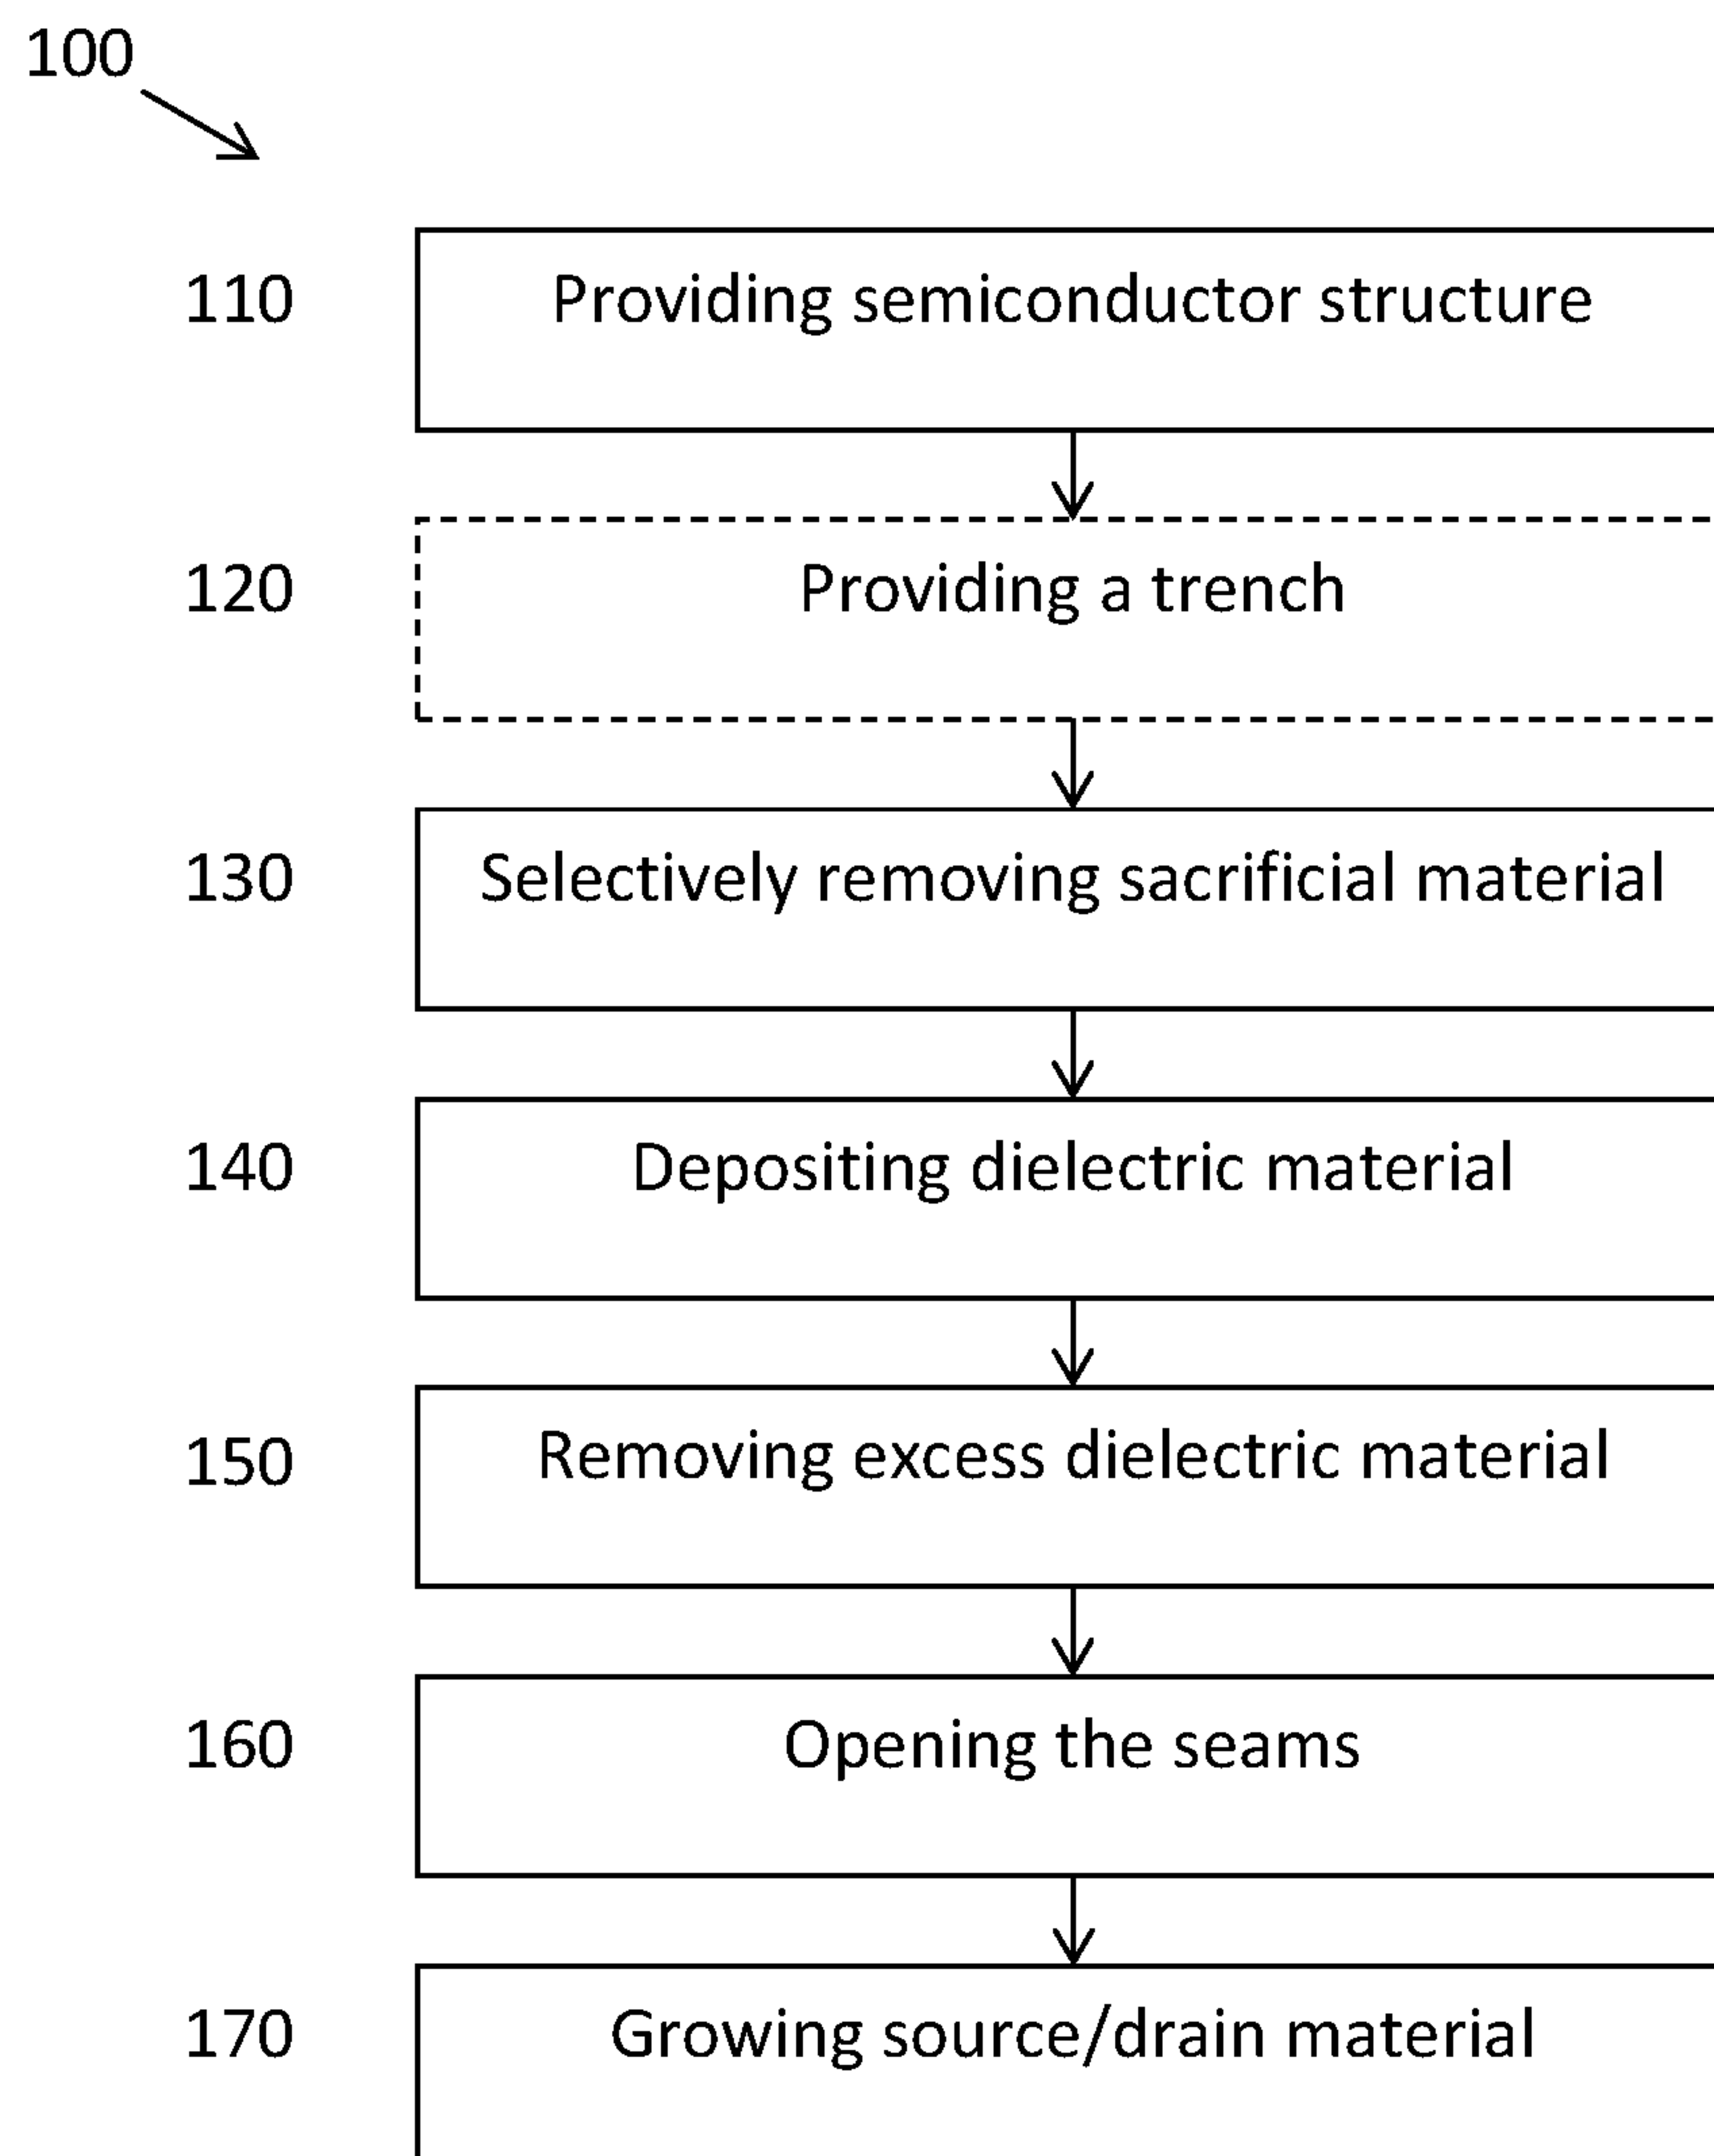 100
110 Providing semiconductor structure
120 Providing a trench
130 Selectively removing sacrificial material
140 Depositing dielectric material
150 Removing excess dielectric material
160 Opening the seams
170 Growing source/drain material